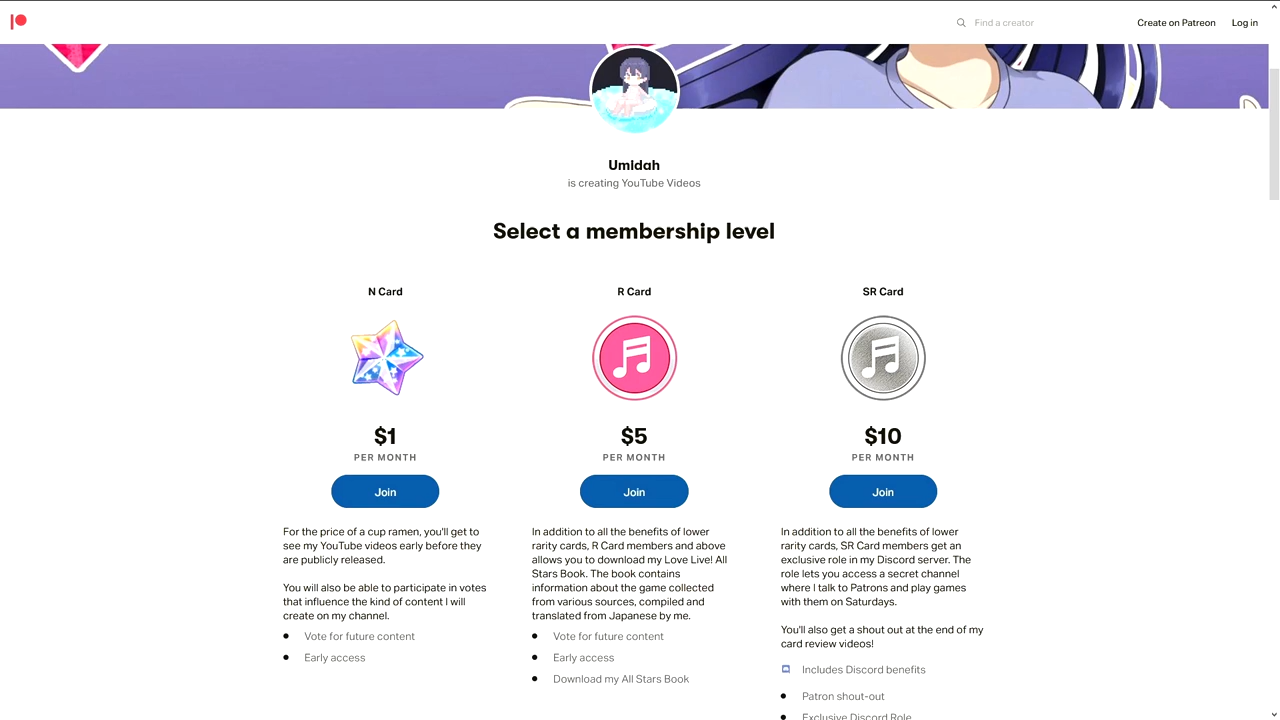 Find a creator
Create on Patreon
Log in
Umidah
is creating YouTube Videos
Select a membership level
N Card
$1
PER MONTH
Join
For the price of a cup ramen, you'll get to
see my YouTube videos early before they
are publicly released.
You will also be able to participate in votes
that influence the kind of content I will
create on my channel.
Vote for future content
Early access
R Card
$5
PER MONTH
Join
In addition to all the benefits of lower
rarity cards, R Card members and above
allows you to download my Love Live! All
Stars Book. The book contains
information about the game collected
from various sources, compiled and
translated from Japanese by me.
Vote for future content
Early access
Download my All Stars Book
SR Card
$10
PER MONTH
Join
In addition to all the benefits of lower
rarity cards, SR Card members get an
exclusive role in my Discord server. The
role lets you access a secret channel
where I talk to Patrons and play games
with them on Saturdays.
You'll also get a shout out at the end of my
card review videos!
Includes Discord benefits
Patron shout-out
Exclusive Discord Role